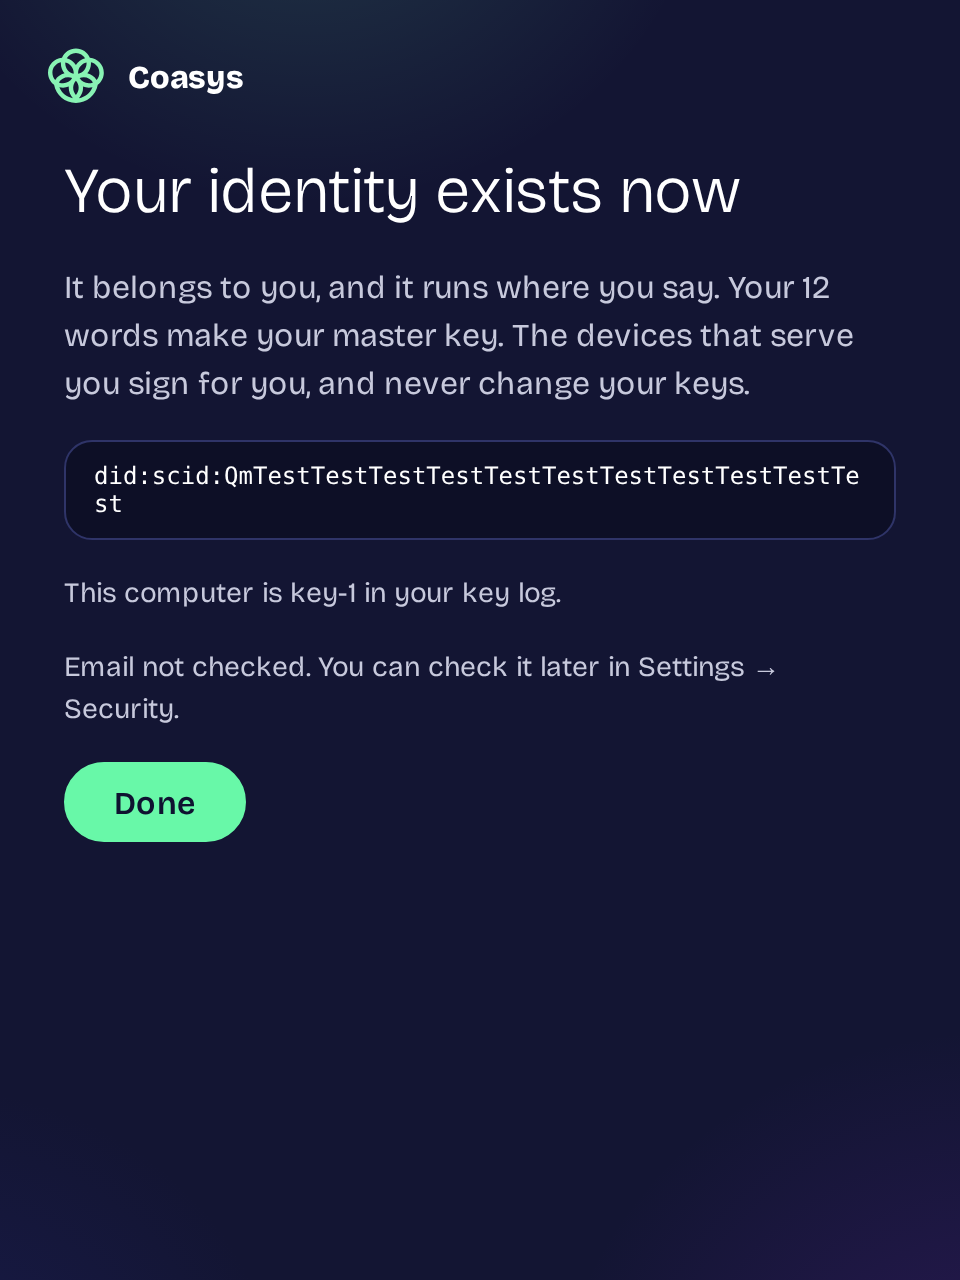 Coasys
Your identity exists now
It belongs to you, and it runs where you say. Your 12
words make your master key. The devices that serve
you sign for you, and never change your keys.
did:scid:QmTestTestTestTestTestTestTestTestTestTestTe
st
This computer is key-1 in your key log.
Email not checked. You can check it later in Settings →
Security.
Done